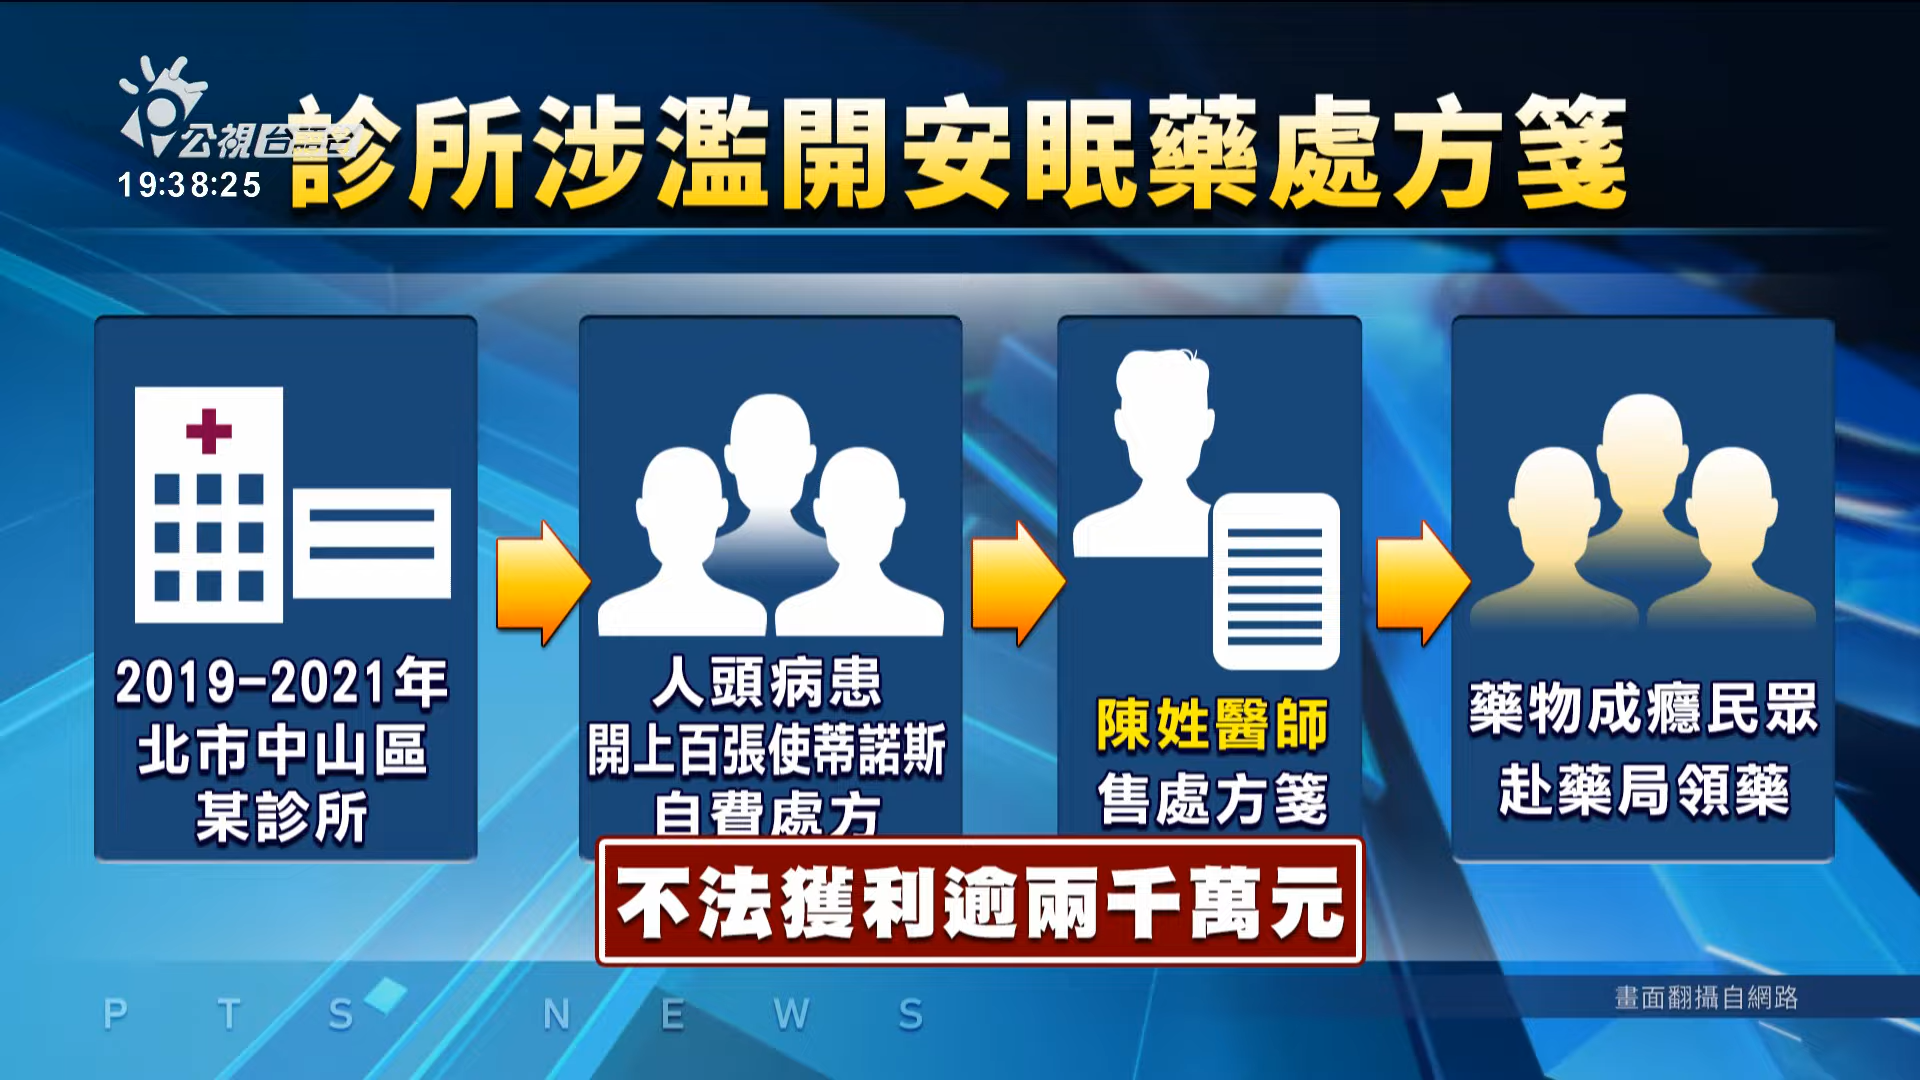 診所涉濫開安眠藥處方箋
公視台語台
19:38:25
2019-2021年
北市中山區
某診所
人頭病患
開上百張使蒂諾斯
自費處方
陳姓醫師
售處方箋
藥物成癮民眾
赴藥局領藥
不法獲利逾兩千萬元
PTS NEWS
畫面翻攝自網路